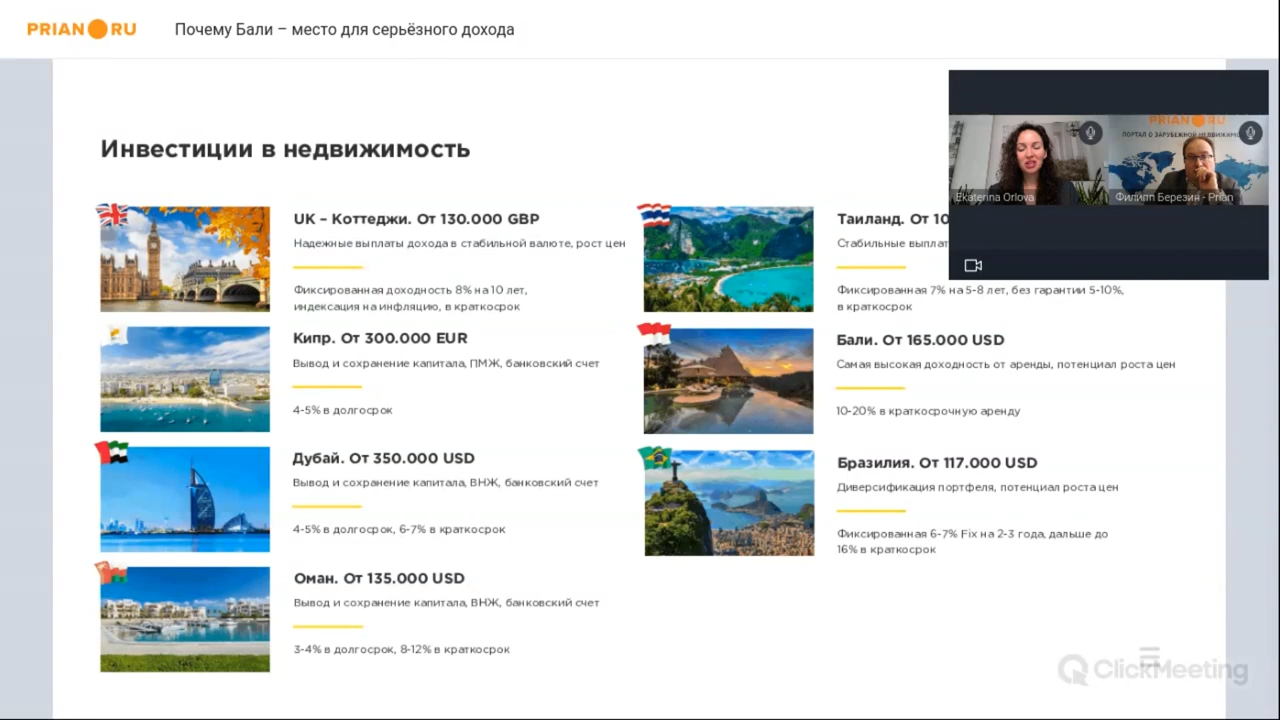 PRIAN RU
Почему Бали – место для серьёзного дохода
Инвестиции в недвижимость
UK – Коттеджи. От 130.000 GBP
Надежные выплаты дохода в стабильной валюте, рост цен
Фиксированная доходность 8% на 10 лет,
индексация на инфляцию, в краткосрок
Кипр. От 300.000 EUR
Вывод и сохранение капитала, ПМЖ, банковский счет
4-5% в долгосрок
Дубай. От 350.000 USD
Вывод и сохранение капитала, ВНЖ, банковский счет
4-5% в долгосрок, 6-7% в краткосрок
Оман. От 135.000 USD
Вывод и сохранение капитала, ВНЖ, банковский счет
3-4% в долгосрок, 8-12% в краткосрок
Таиланд. От 10
Стабильные выплат
Фиксированная 7% на 5-8 лет, без гарантии 5-10%,
в краткосрок
Бали. От 165.000 USD
Самая высокая доходность от аренды, потенциал роста цен
10-20% в краткосрочную аренду
Бразилия. От 117.000 USD
Диверсификация портфеля, потенциал роста цен
Фиксированная 6-7% Fix на 2-3 года, дальше до
16% в краткосрок
PRIAN RU
ПОРТАЛ О ЗАРУБЕЖНОЙ НЕДВИЖИМО
Ekaterina Orlova
Филипп Березин - Prian
ClickMeeting